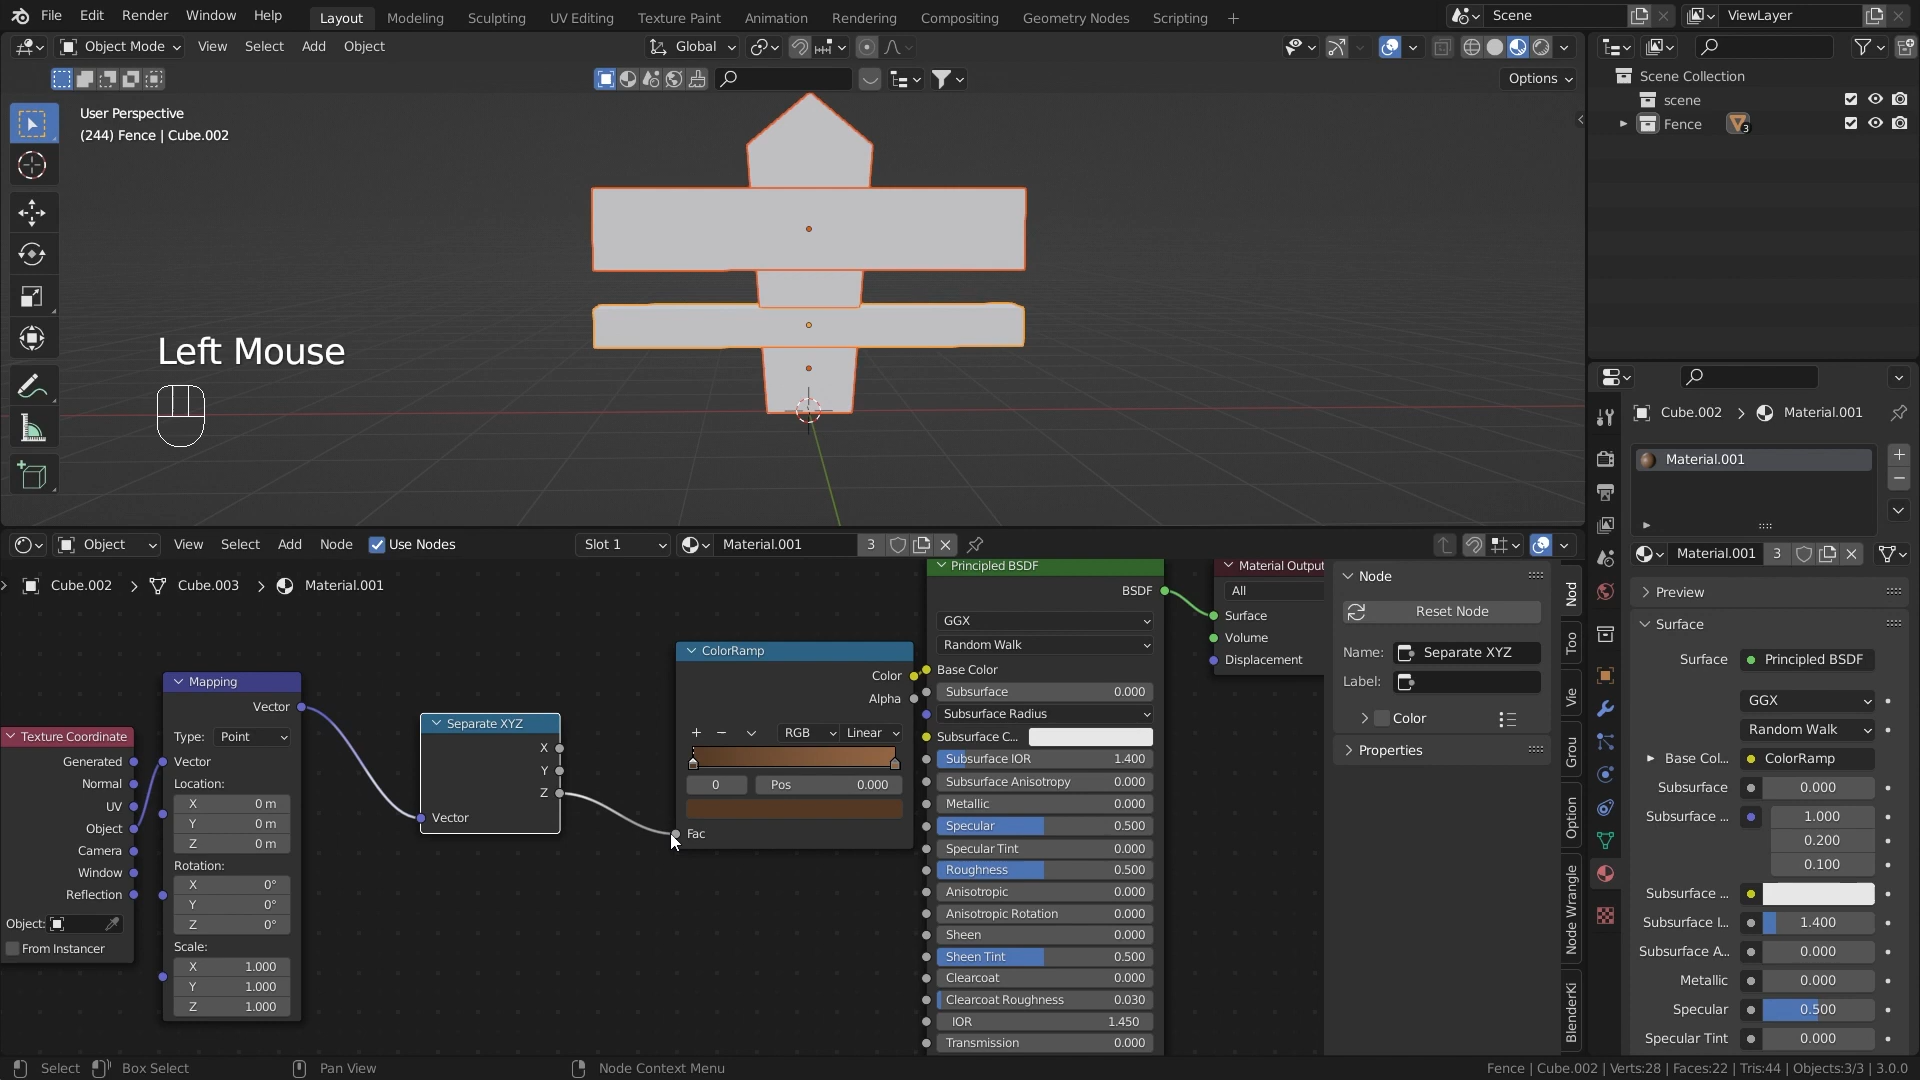 File Edit Render Window Help Layout Modeling Sculpting UV Editing Texture Paint Animation Rendering Compositing Geometry Nodes Scripting + Scene ViewLayer
Object Mode View Select Add Object Global
Options
User Perspective
(244) Fence | Cube.002
Left Mouse
Scene Collection
scene
Fence 3
Cube.002 > Material.001
Material.001
Object View Select Add Node Use Nodes Slot 1 Material.001 3
Material.001 3
Cube.002 > Cube.003 > Material.001
Texture Coordinate
Generated
Normal
UV
Object
Camera
Window
Reflection
Object:
From Instancer
Mapping
Vector
Type: Point
Vector
Location:
X 0 m
Y 0 m
Z 0 m
Rotation:
X 0°
Y 0°
Z 0°
Scale:
X 1.000
Y 1.000
Z 1.000
Separate XYZ
X
Y
Z
Vector
ColorRamp
Color
Alpha
+ − RGB Linear
0 Pos 0.000
Fac
Principled BSDF
BSDF
GGX
Random Walk
Base Color
Subsurface 0.000
Subsurface Radius
Subsurface C...
Subsurface IOR 1.400
Subsurface Anisotropy 0.000
Metallic 0.000
Specular 0.500
Specular Tint 0.000
Roughness 0.500
Anisotropic 0.000
Anisotropic Rotation 0.000
Sheen 0.000
Sheen Tint 0.500
Clearcoat 0.000
Clearcoat Roughness 0.030
IOR 1.450
Transmission 0.000
Material Output
All
Surface
Volume
Displacement
Node
Reset Node
Name: Separate XYZ
Label:
Color
Properties
Nod
Too
Vie
Grou
Option
Node Wrangle
BlenderKi
Preview
Surface
Surface Principled BSDF
GGX
Random Walk
Base Col... ColorRamp
Subsurface 0.000
Subsurface ... 1.000
0.200
0.100
Subsurface ...
Subsurface I... 1.400
Subsurface A... 0.000
Metallic 0.000
Specular 0.500
Specular Tint 0.000
Select Box Select Pan View Node Context Menu Fence | Cube.002 | Verts:28 | Faces:22 | Tris:44 | Objects:3/3 | 3.0.0